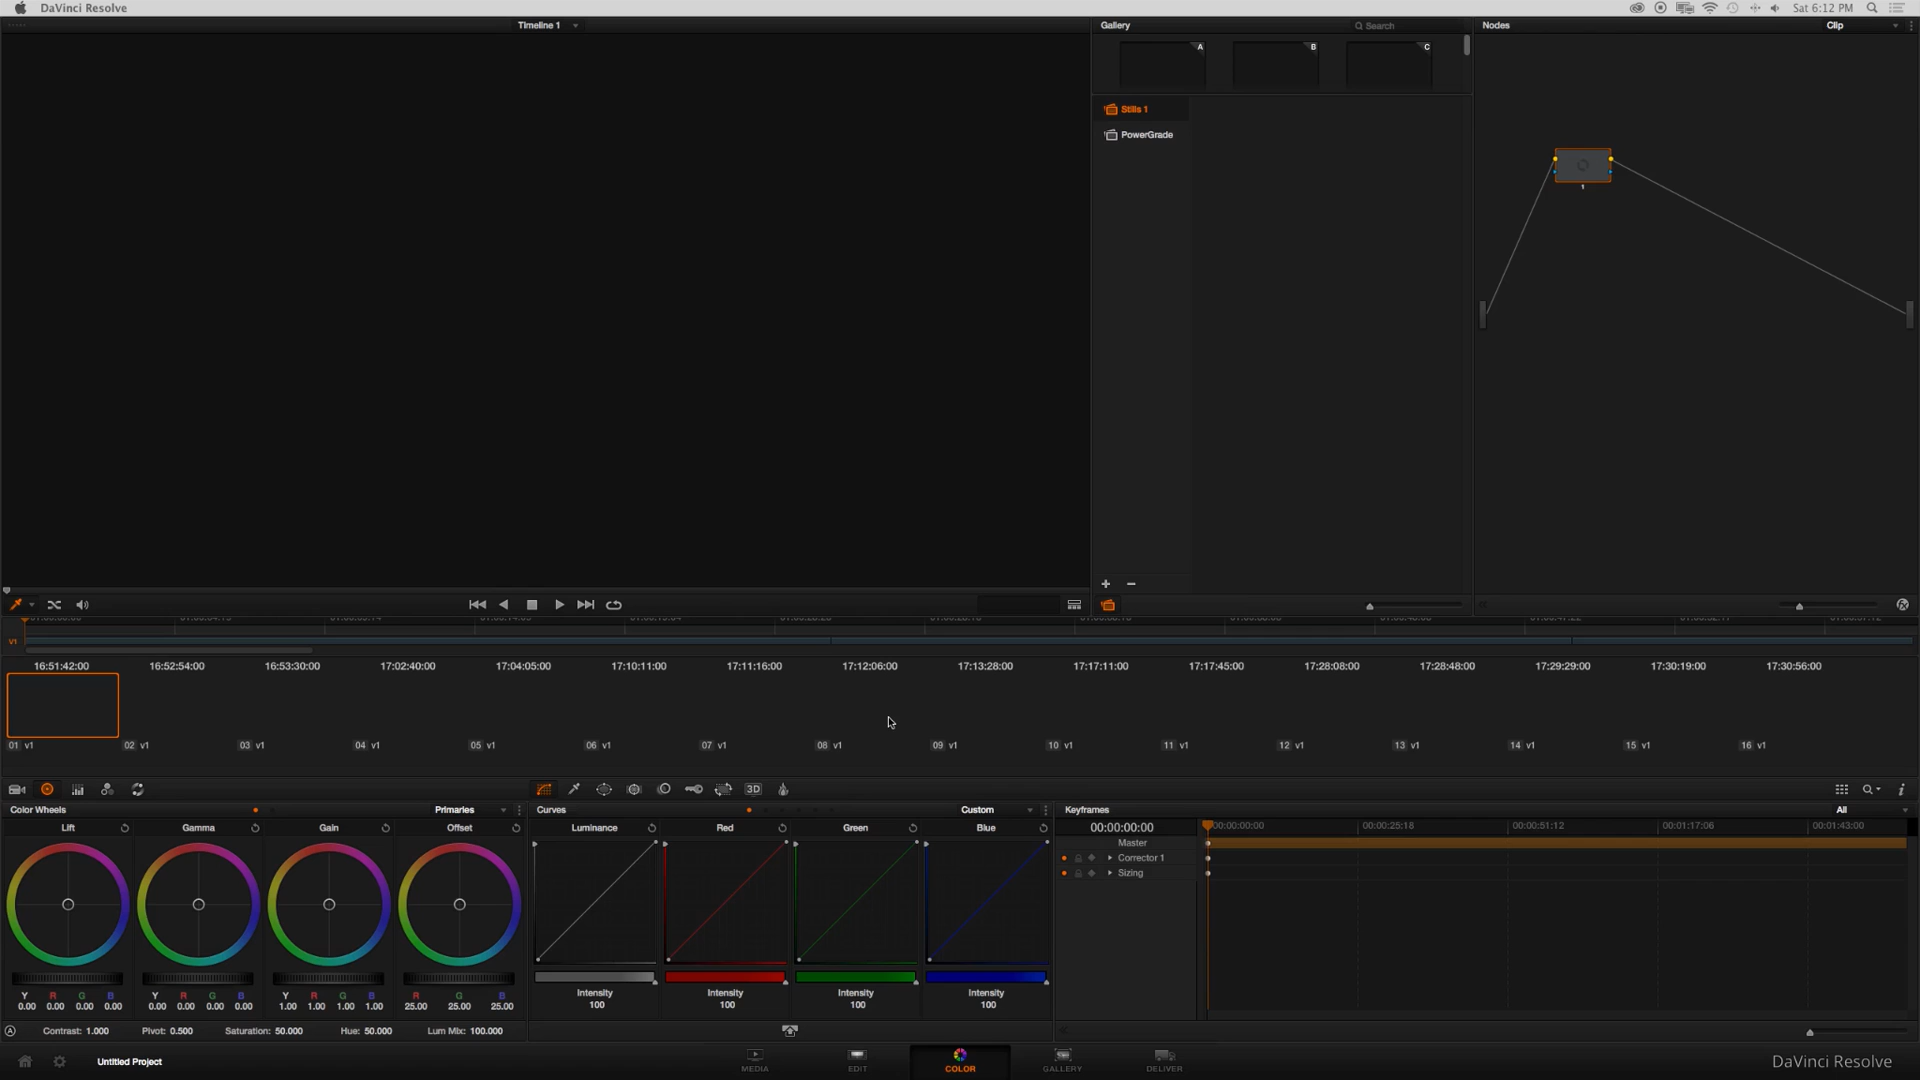 DaVinci Resolve
Sat 6:12 PM
Timeline 1
Gallery
Search
Nodes
Clip
A
B
C
Stills 1
PowerGrade
1
V1
16:51:42:00 16:52:54:00 16:53:30:00 17:02:40:00 17:04:05:00 17:10:11:00 17:11:16:00 17:12:06:00 17:13:28:00 17:17:11:00 17:17:45:00 17:28:08:00 17:28:48:00 17:29:29:00 17:30:19:00 17:30:56:00
01 v1 02 v1 03 v1 04 v1 05 v1 06 v1 07 v1 08 v1 09 v1 10 v1 11 v1 12 v1 13 v1 14 v1 15 v1 16 v1
3D
Color Wheels
Primaries
Lift Gamma Gain Offset
Y R G B Y R G B Y R G B R G B
0.00 0.00 0.00 0.00 0.00 0.00 0.00 0.00 1.00 1.00 1.00 1.00 25.00 25.00 25.00
A Contrast: 1.000 Pivot: 0.500 Saturation: 50.000 Hue: 50.000 Lum Mix: 100.000
Curves
Custom
Luminance Red Green Blue
Intensity Intensity Intensity Intensity
100 100 100 100
Keyframes
All
00:00:00:00
00:00:25:18 00:00:51:12 00:01:17:06 00:01:43:00
Master
Corrector 1
Sizing
Untitled Project
MEDIA EDIT COLOR GALLERY DELIVER
DaVinci Resolve